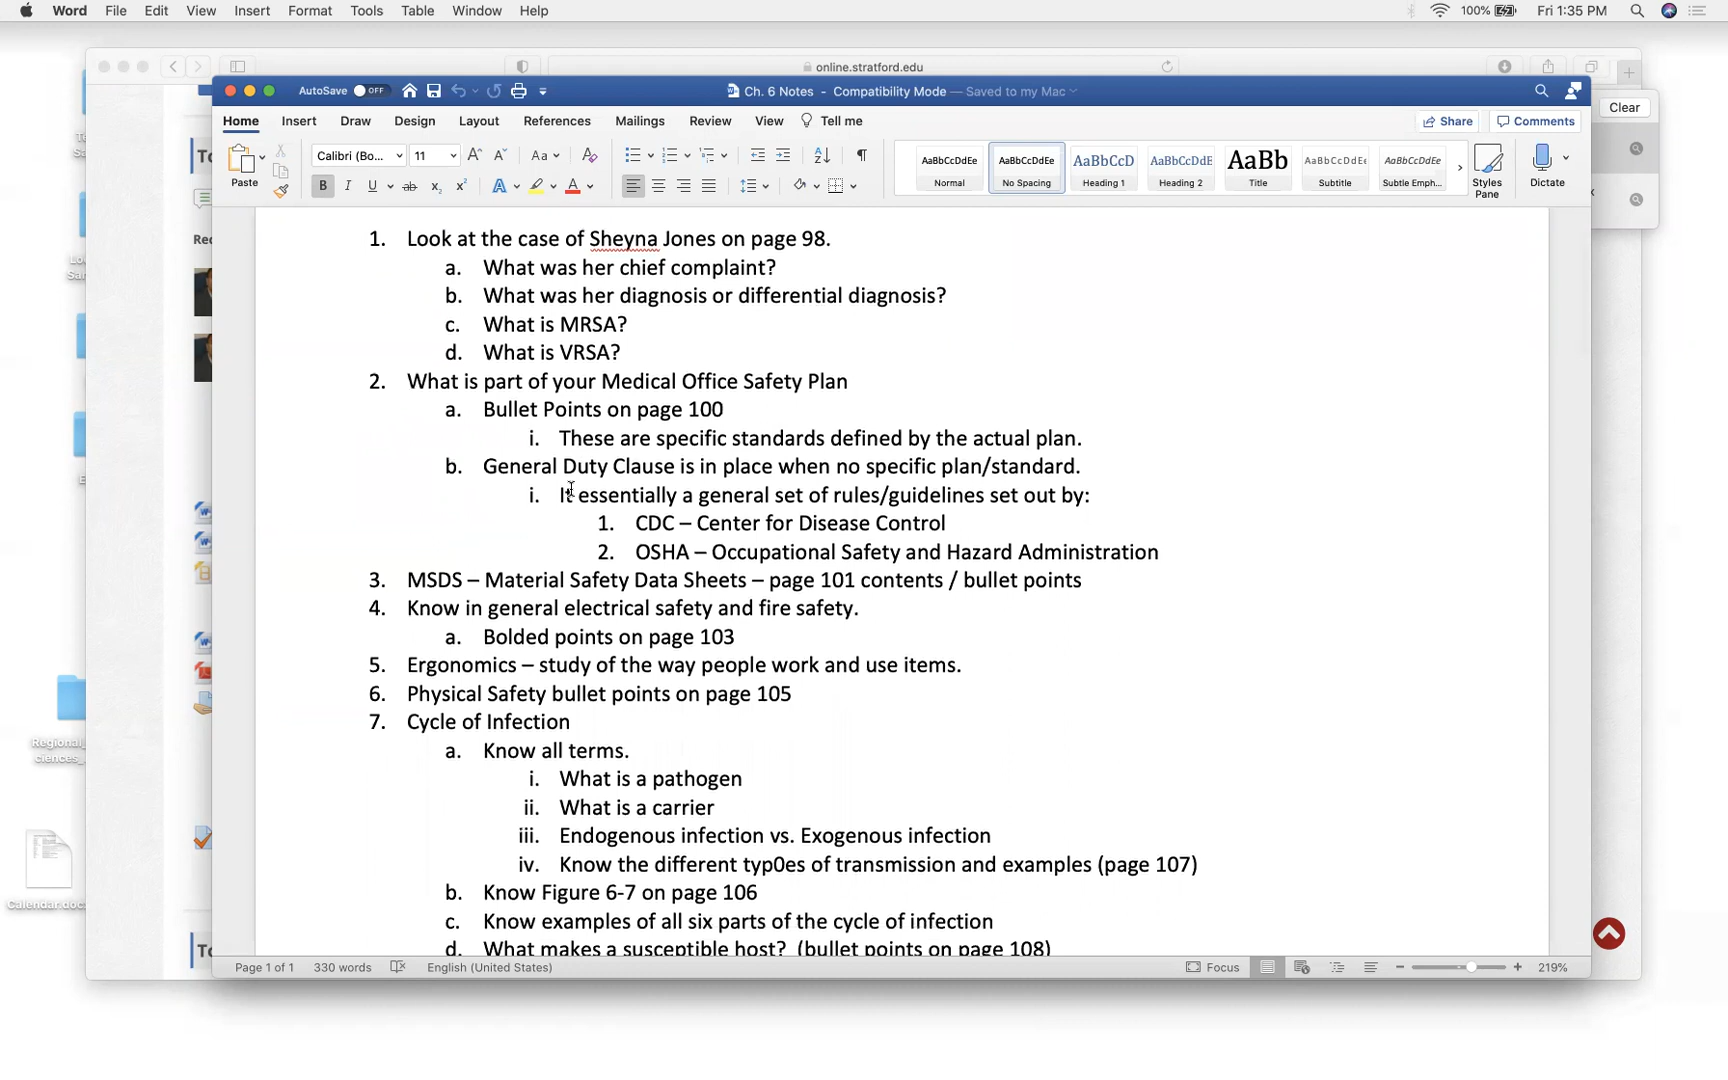 Word File Edit View Insert Format Tools Table Window Help 100% Fri 1:35 PM
online.stratford.edu
AutoSave OFF Ch. 6 Notes - Compatibility Mode — Saved to my Mac
Clear
Home Insert Draw Design Layout References Mailings Review View Tell me Share Comments
Paste Calibri (Bo... 11 Aa
AaBbCcDdEe AaBbCcDdEe AaBbCcD AaBbCcDdE AaBb AaBbCcDdEe AaBbCcDdEe
Normal No Spacing Heading 1 Heading 2 Title Subtitle Subtle Emph... Styles Pane Dictate
1. Look at the case of Sheyna Jones on page 98.
a. What was her chief complaint?
b. What was her diagnosis or differential diagnosis?
c. What is MRSA?
d. What is VRSA?
2. What is part of your Medical Office Safety Plan
a. Bullet Points on page 100
i. These are specific standards defined by the actual plan.
b. General Duty Clause is in place when no specific plan/standard.
i. It essentially a general set of rules/guidelines set out by:
1. CDC – Center for Disease Control
2. OSHA – Occupational Safety and Hazard Administration
3. MSDS – Material Safety Data Sheets – page 101 contents / bullet points
4. Know in general electrical safety and fire safety.
a. Bolded points on page 103
5. Ergonomics – study of the way people work and use items.
6. Physical Safety bullet points on page 105
7. Cycle of Infection
a. Know all terms.
i. What is a pathogen
ii. What is a carrier
iii. Endogenous infection vs. Exogenous infection
iv. Know the different typ0es of transmission and examples (page 107)
b. Know Figure 6-7 on page 106
c. Know examples of all six parts of the cycle of infection
d. What makes a susceptible host? (bullet points on page 108)
Regional_
ciences_
Calendar.docx
Page 1 of 1 330 words English (United States) Focus 219%